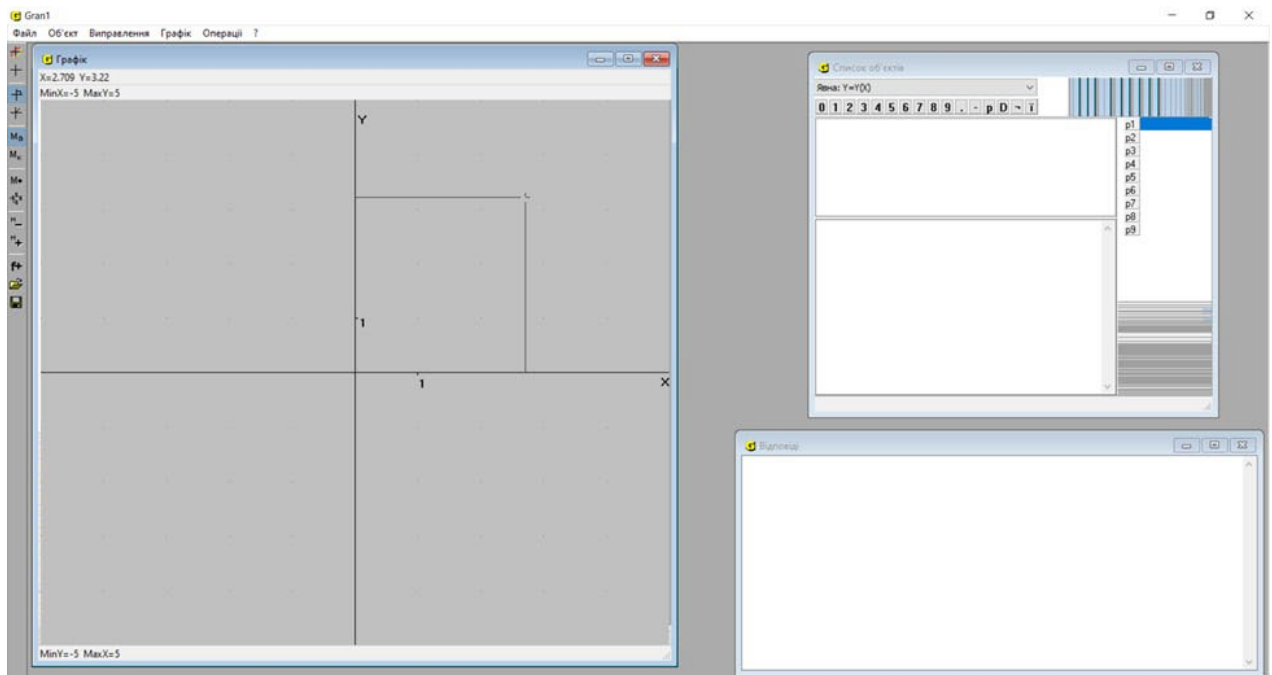 Gran1
Файл Об'єкт Виправлення Графік Операції ?
Графік
X=2.709 Y=3.22
MinX=-5 MaxY=5
Y
1
1
X
MinY=-5 MaxX=5
Mк
M•
f+
Список об'єктів
Явна: Y=Y(X)
0 1 2 3 4 5 6 7 8 9 . - p D ¬ ї
p1
p2
p3
p4
p5
p6
p7
p8
p9
Відповіді